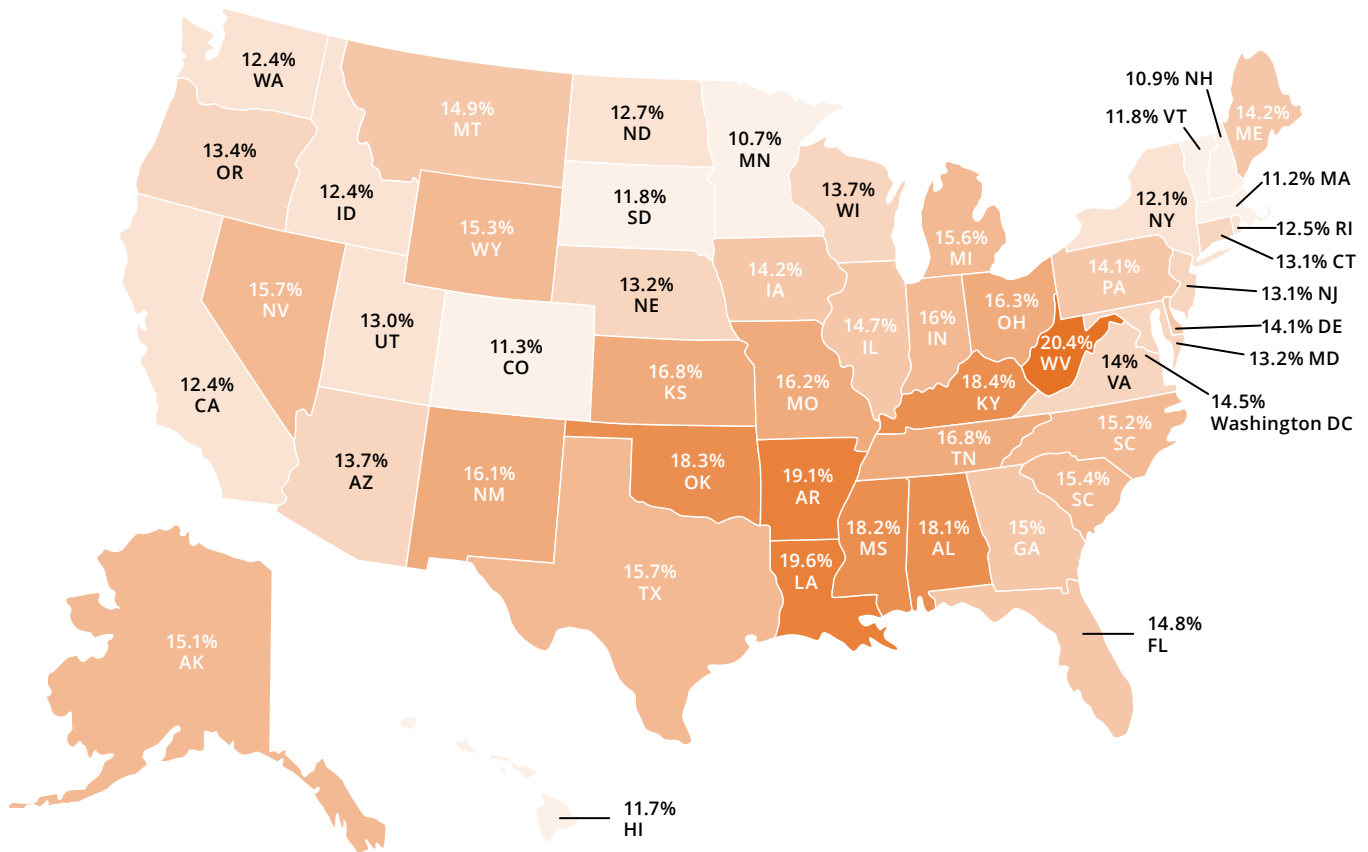 12.4%
WA
13.4%
OR
12.4%
ID
14.9%
MT
12.7%
ND
10.7%
MN
11.8%
SD
15.3%
WY
13.7%
WI
15.6%
MI
12.1%
NY
10.9% NH
11.8% VT
14.2%
ME
11.2% MA
12.5% RI
13.1% CT
13.1% NJ
14.1% DE
13.2% MD
14.5%
Washington DC
15.7%
NV
13.0%
UT
11.3%
CO
13.2%
NE
14.2%
IA
14.7%
IL
16%
IN
16.3%
OH
14.1%
PA
20.4%
WV
14%
VA
12.4%
CA
16.8%
KS
16.2%
MO
18.4%
KY
13.7%
AZ
16.1%
NM
18.3%
OK
19.1%
AR
16.8%
TN
15.2%
SC
15.4%
SC
15.7%
TX
19.6%
LA
18.2%
MS
18.1%
AL
15%
GA
14.8%
FL
15.1%
AK
11.7%
HI